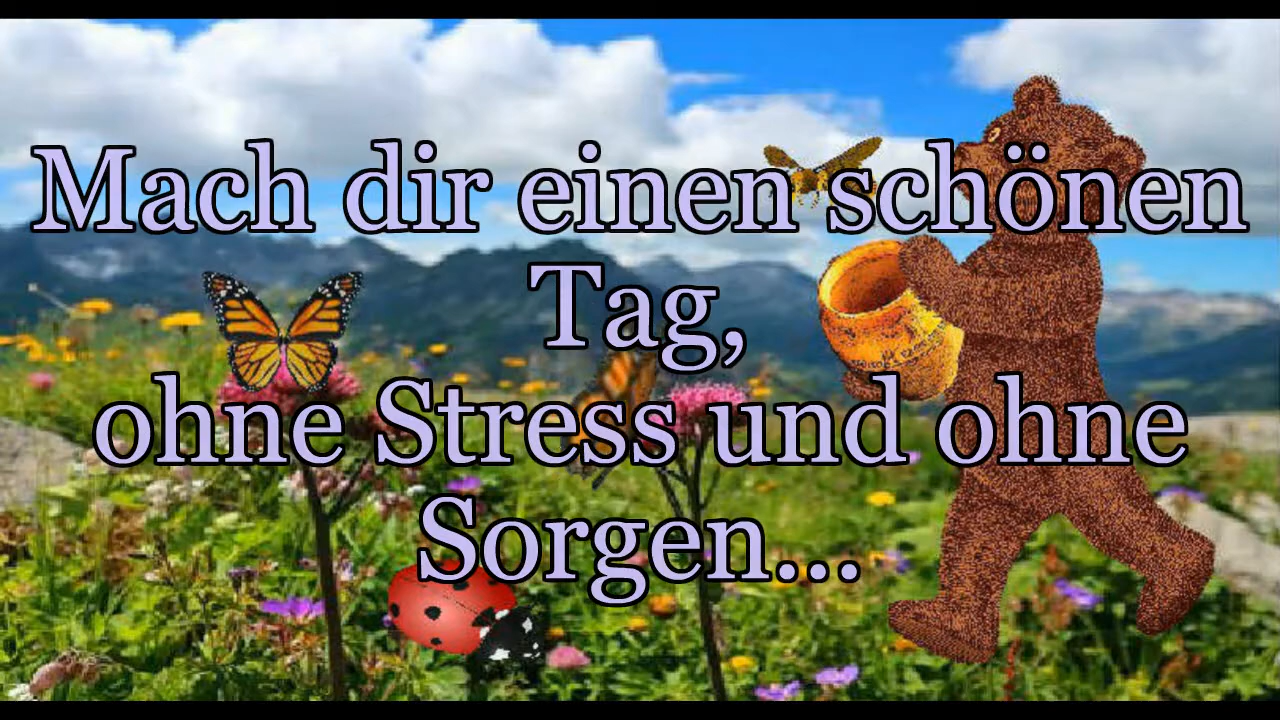 Mach dir einen schönen
Tag,
ohne Stress und ohne
Sorgen...